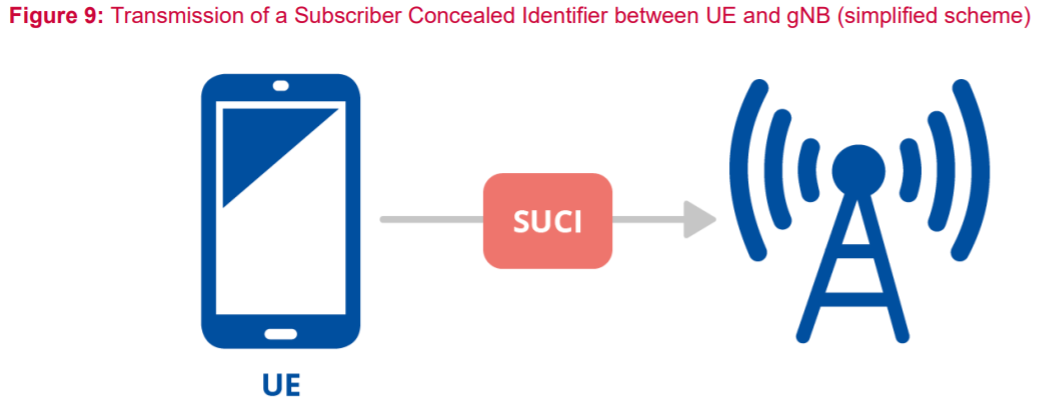 Figure 9: Transmission of a Subscriber Concealed Identifier between UE and gNB (simplified scheme)
SUCI
UE